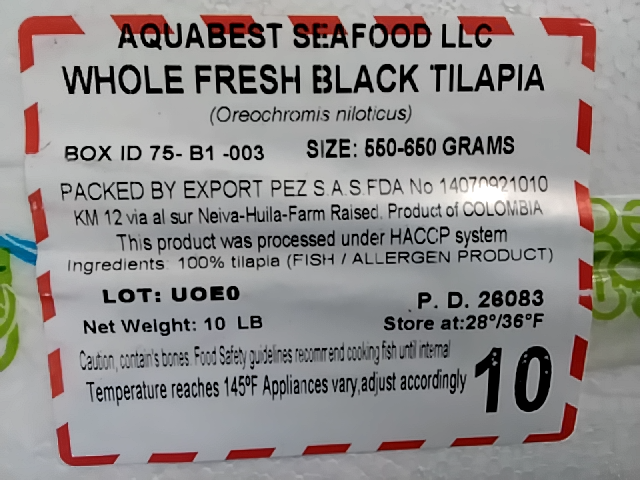 AQUABEST SEAFOOD LLC
WHOLE FRESH BLACK TILAPIA
(Oreochromis niloticus)
BOX ID 75- B1 -003 SIZE: 550-650 GRAMS
PACKED BY EXPORT PEZ S.A.S.FDA No 14070921010
KM 12 via al sur Neiva-Huila-Farm Raised. Product of COLOMBIA
This product was processed under HACCP system
Ingredients: 100% tilapia (FISH / ALLERGEN PRODUCT)
LOT: UOE0 P. D. 26083
Net Weight: 10 LB Store at:28°/36°F
Caution, contain's bones. Food Safety guidelines recommend cooking fish until internal
Temperature reaches 145ºF Appliances vary,adjust accordingly
10